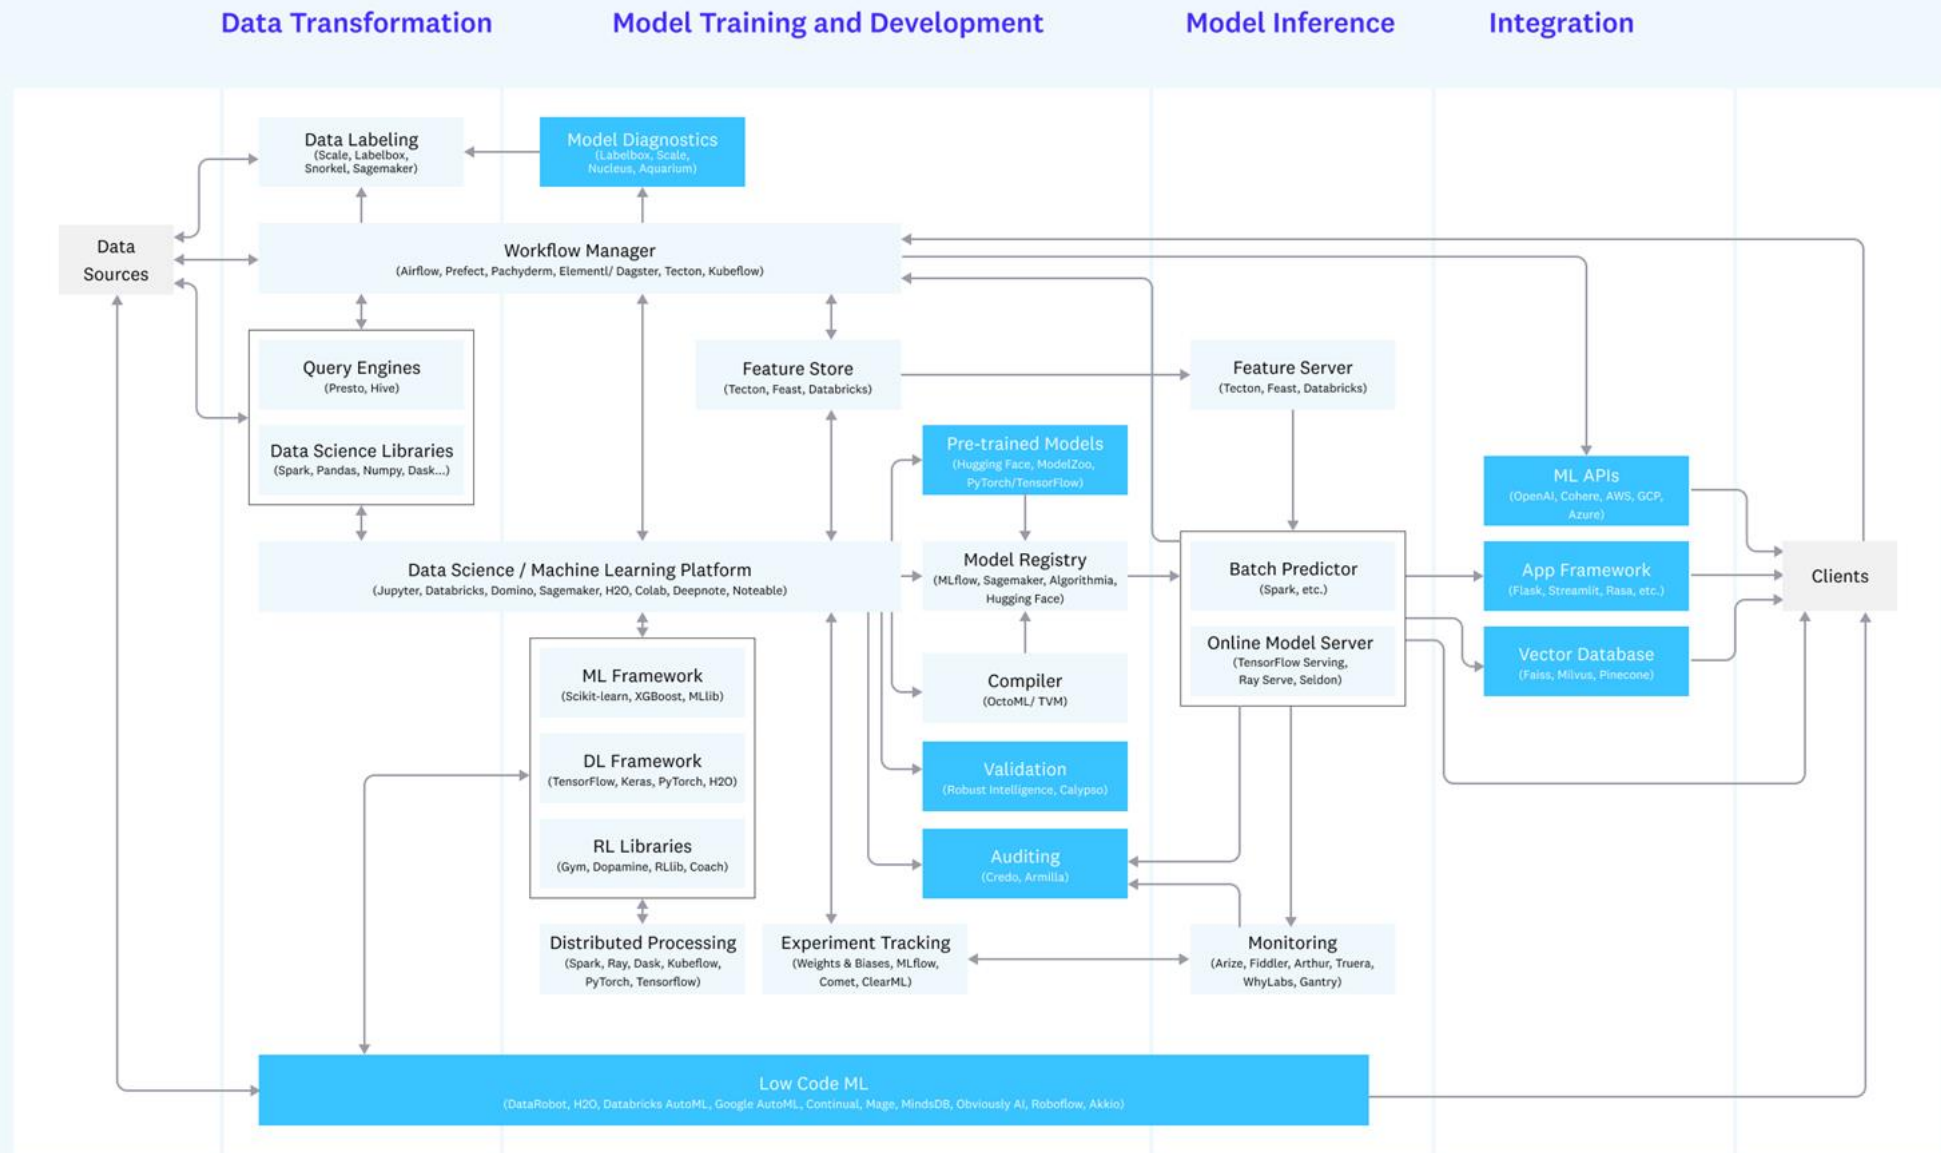 Data Transformation
Model Training and Development
Model Inference
Integration
Data Labeling
(Scale, Labelbox,
Snorkel, Sagemaker)
Model Diagnostics
(Labelbox, Scale,
Nucleus, Aquarium)
Data
Sources
Workflow Manager
(Airflow, Prefect, Pachyderm, Elementl/ Dagster, Tecton, Kubeflow)
Query Engines
(Presto, Hive)
Data Science Libraries
(Spark, Pandas, Numpy, Dask...)
Feature Store
(Tecton, Feast, Databricks)
Feature Server
(Tecton, Feast, Databricks)
Pre-trained Models
(Hugging Face, ModelZoo,
PyTorch/TensorFlow)
ML APIs
(OpenAI, Cohere, AWS, GCP,
Azure)
Data Science / Machine Learning Platform
(Jupyter, Databricks, Domino, Sagemaker, H2O, Colab, Deepnote, Noteable)
Model Registry
(MLflow, Sagemaker, Algorithmia,
Hugging Face)
Batch Predictor
(Spark, etc.)
App Framework
(Flask, Streamlit, Rasa, etc.)
Clients
Online Model Server
(TensorFlow Serving,
Ray Serve, Seldon)
Vector Database
(Faiss, Milvus, Pinecone)
ML Framework
(Scikit-learn, XGBoost, MLlib)
Compiler
(OctoML/ TVM)
DL Framework
(TensorFlow, Keras, PyTorch, H2O)
Validation
(Robust Intelligence, Calypso)
RL Libraries
(Gym, Dopamine, RLlib, Coach)
Auditing
(Credo, Armilla)
Distributed Processing
(Spark, Ray, Dask, Kubeflow,
PyTorch, Tensorflow)
Experiment Tracking
(Weights & Biases, MLflow,
Comet, ClearML)
Monitoring
(Arize, Fiddler, Arthur, Truera,
WhyLabs, Gantry)
Low Code ML
(DataRobot, H2O, Databricks AutoML, Google AutoML, Continual, Mage, MindsDB, Obviously AI, Roboflow, Akkio)